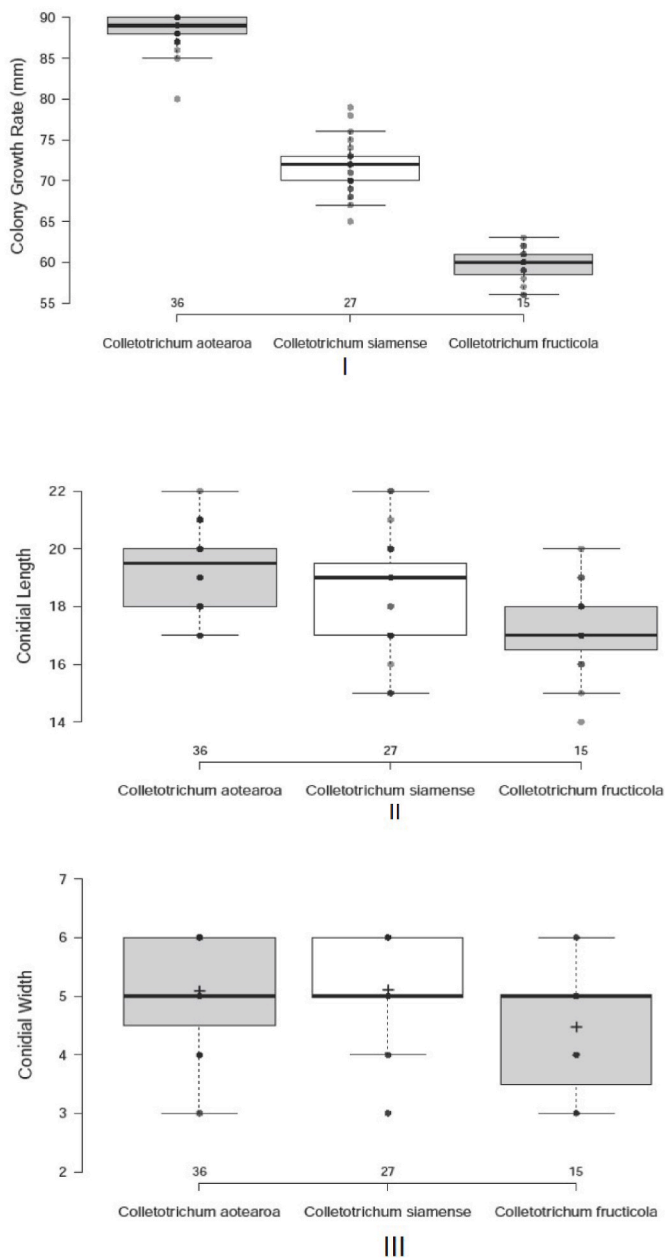 Colony Growth Rate (mm)
90
85
80
75
70
65
60
55
36 27 15
Colletotrichum aotearoa Colletotrichum siamense Colletotrichum fructicola
I
Conidial Length
22
20
18
16
14
36 27 15
Colletotrichum aotearoa Colletotrichum siamense Colletotrichum fructicola
II
Conidial Width
7
6
5
4
3
2
36 27 15
Colletotrichum aotearoa Colletotrichum siamense Colletotrichum fructicola
III